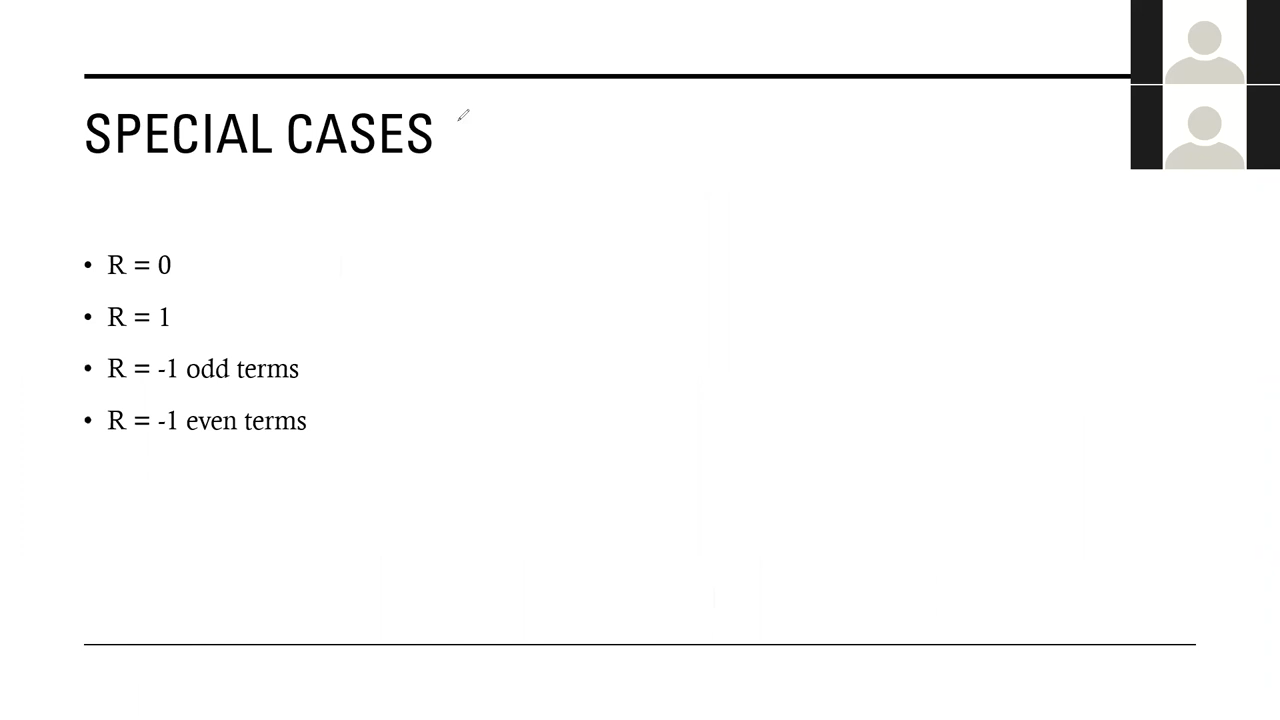 SPECIAL CASES
• R = 0
• R = 1
• R = -1 odd terms
• R = -1 even terms